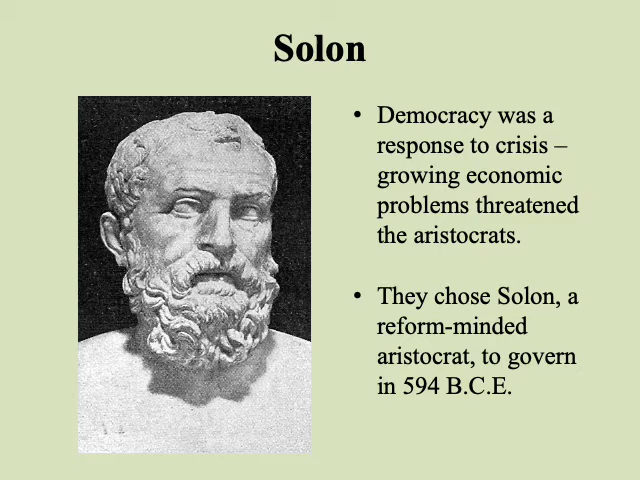 Solon
• Democracy was a
response to crisis –
growing economic
problems threatened
the aristocrats.
• They chose Solon, a
reform-minded
aristocrat, to govern
in 594 B.C.E.